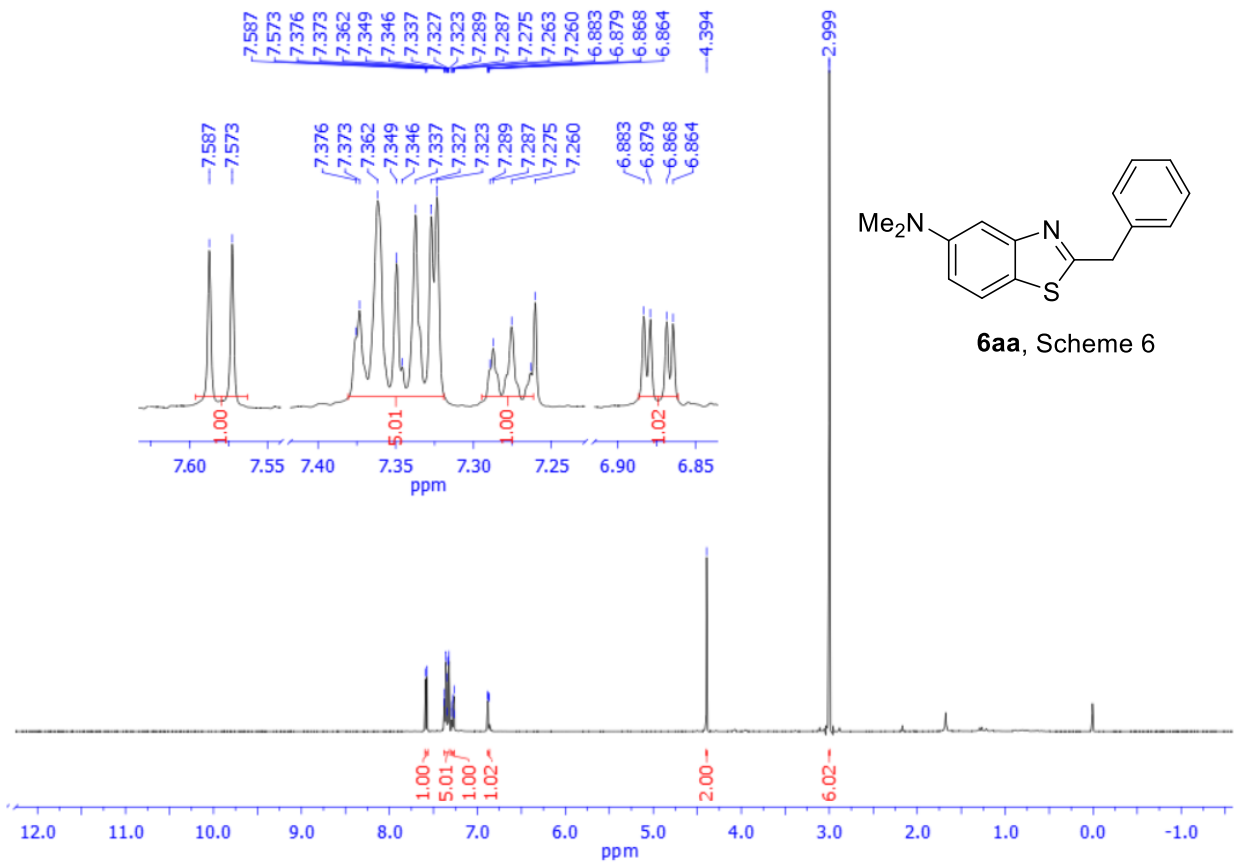 7.587 7.573 7.376 7.373 7.362 7.349 7.346 7.337 7.327 7.323 7.289 7.287 7.275 7.263 7.260 6.883 6.879 6.868 6.864 4.394 2.999
7.587 7.573 7.376 7.373 7.362 7.349 7.346 7.337 7.327 7.323 7.289 7.287 7.275 7.260 6.883 6.879 6.868 6.864
Me2N N
S
6aa, Scheme 6
1.00 5.01 1.00 1.02
7.60 7.55 7.40 7.35 7.30 7.25 6.90 6.85
ppm
1.00 5.01 1.00 1.02 2.00 6.02
12.0 11.0 10.0 9.0 8.0 7.0 6.0 5.0 4.0 3.0 2.0 1.0 0.0 -1.0
ppm